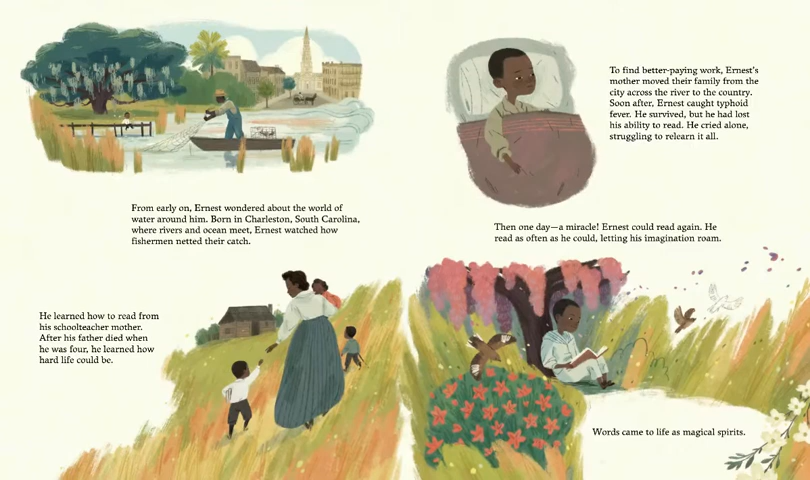 From early on, Ernest wondered about the world of
water around him. Born in Charleston, South Carolina,
where rivers and ocean meet, Ernest watched how
fishermen netted their catch.
He learned how to read from
his schoolteacher mother.
After his father died when
he was four, he learned how
hard life could be.
To find better-paying work, Ernest's
mother moved their family from the
city across the river to the country.
Soon after, Ernest caught typhoid
fever. He survived, but he had lost
his ability to read. He cried alone,
struggling to relearn it all.
Then one day—a miracle! Ernest could read again. He
read as often as he could, letting his imagination roam.
Words came to life as magical spirits.